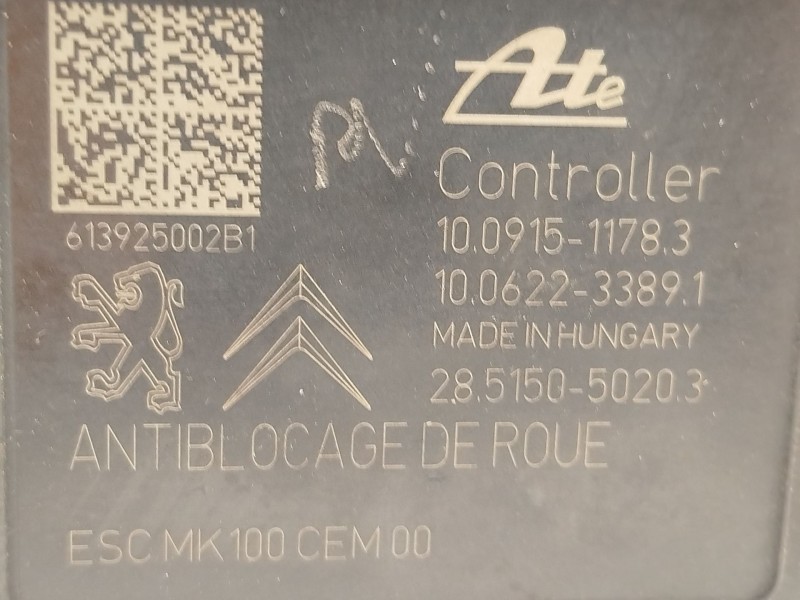 Ate
Controller
613925002B1
10.0915-1178.3
10.0622-3389.1
MADE IN HUNGARY
28.5150-5020.3
ANTIBLOCAGE DE ROUE
ESC MK100 CEM 00